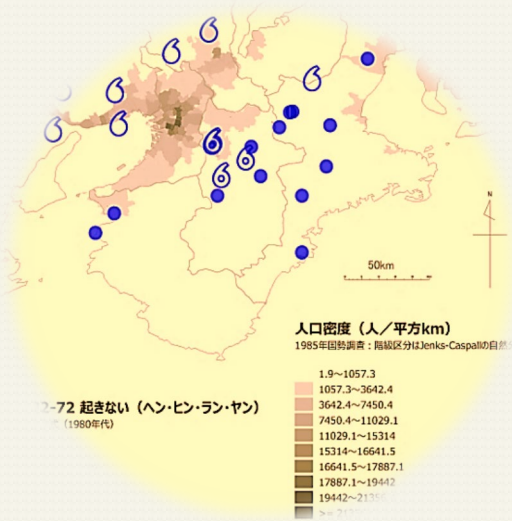 N
50km
人口密度（人／平方km）
1985年国勢調査：階級区分はJenks-Caspallの自然
1.9～1057.3
1057.3～3642.4
3642.4～7450.4
7450.4～11029.1
11029.1～15314
15314～16641.5
16641.5～17887.1
17887.1～19442
19442～
-72 起きない（ヘン・ヒン・ラン・ヤン）
（1980年代）